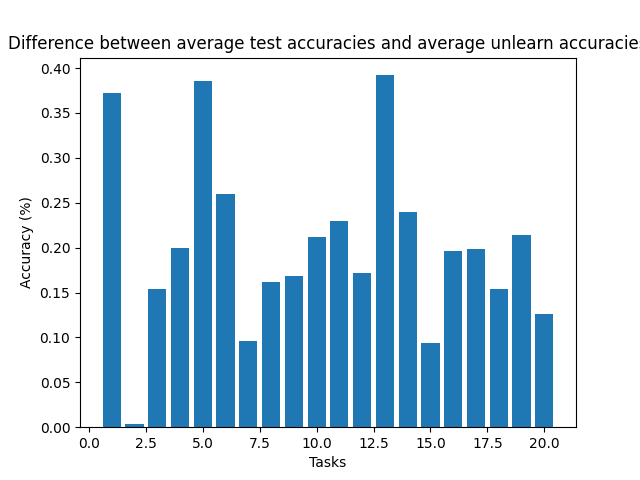 Difference between average test accuracies and average unlearn accuracies
0.40
0.35
0.30
0.25
0.20
0.15
0.10
0.05
0.00
Accuracy (%)
0.0 2.5 5.0 7.5 10.0 12.5 15.0 17.5 20.0
Tasks